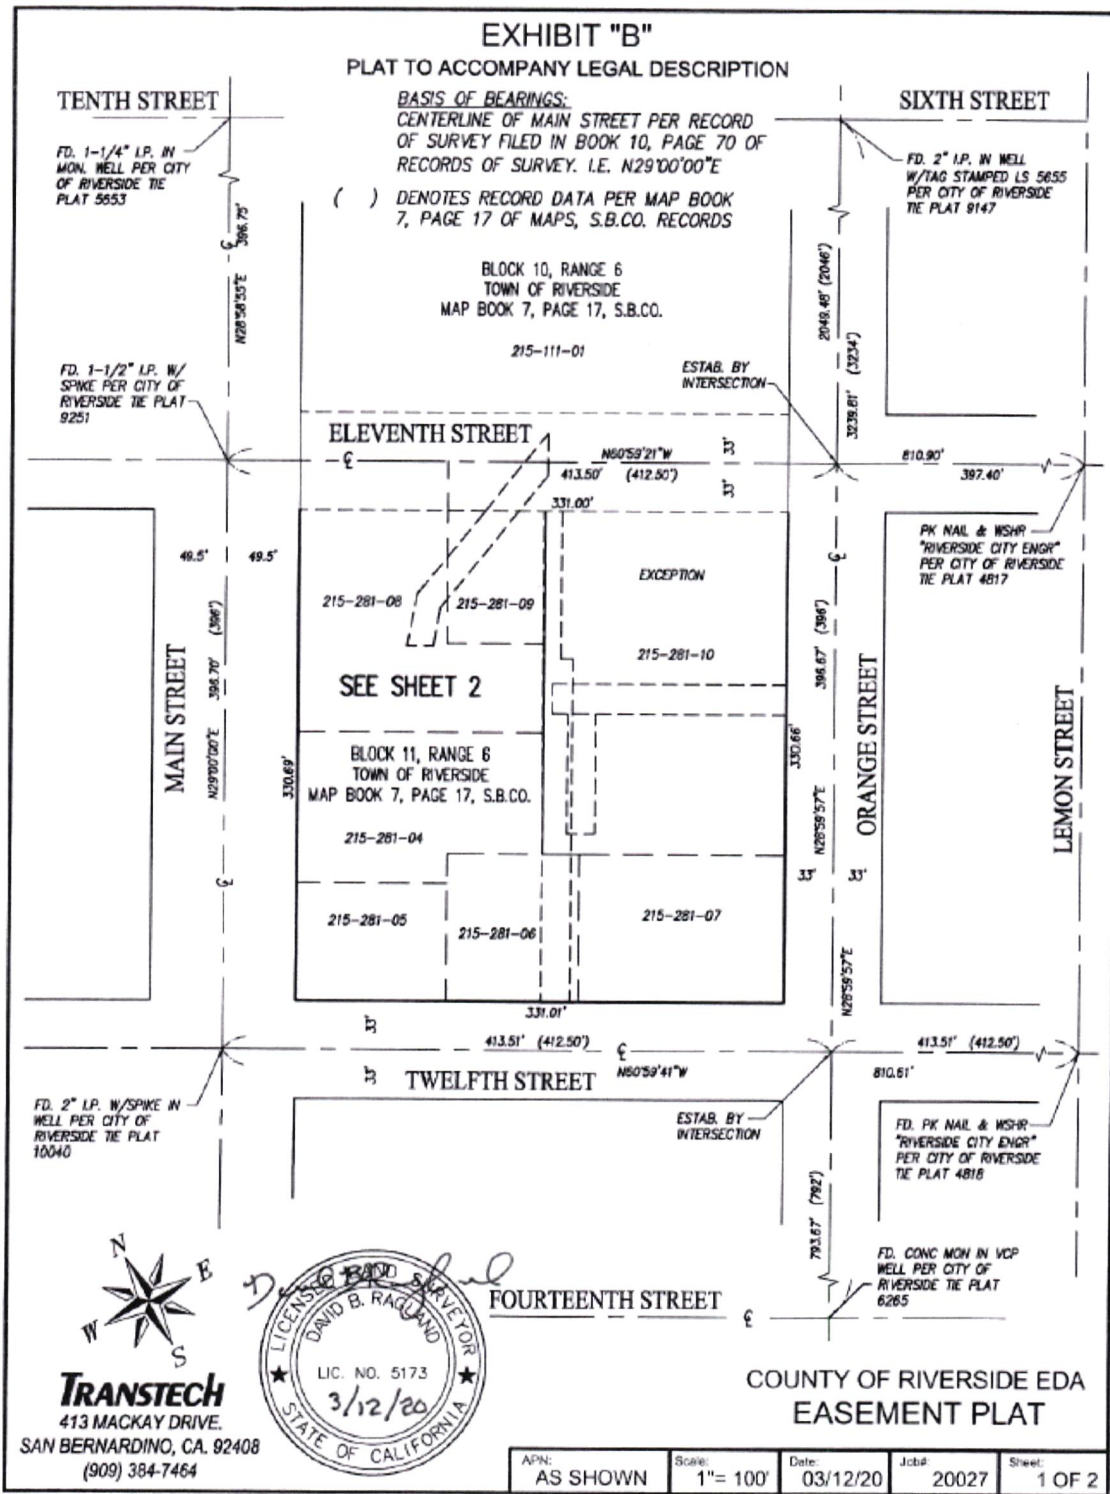 EXHIBIT "B"
PLAT TO ACCOMPANY LEGAL DESCRIPTION
BASIS OF BEARINGS:
CENTERLINE OF MAIN STREET PER RECORD
OF SURVEY FILED IN BOOK 10, PAGE 70 OF
RECORDS OF SURVEY. I.E. N29°00'00"E
( ) DENOTES RECORD DATA PER MAP BOOK
7, PAGE 17 OF MAPS, S.B.CO. RECORDS
TENTH STREET
SIXTH STREET
FD. 1-1/4" I.P. IN
MON. WELL PER CITY
OF RIVERSIDE TIE
PLAT 5653
FD. 2" I.P. IN WELL
W/TAG STAMPED LS 5655
PER CITY OF RIVERSIDE
TIE PLAT 9147
N28°58'55"E 396.75'
2049.48' (2046')
3239.81' (3234')
BLOCK 10, RANGE 6
TOWN OF RIVERSIDE
MAP BOOK 7, PAGE 17, S.B.CO.
215-111-01
FD. 1-1/2" I.P. W/
SPIKE PER CITY OF
RIVERSIDE TIE PLAT
9251
ESTAB. BY
INTERSECTION
ELEVENTH STREET
N60°59'21"W
413.50' (412.50')
33'
33'
331.00'
810.90'
397.40'
PK NAIL & WSHR
"RIVERSIDE CITY ENGR"
PER CITY OF RIVERSIDE
TIE PLAT 4817
49.5'
49.5'
EXCEPTION
215-281-08
215-281-09
215-281-10
SEE SHEET 2
MAIN STREET
N29°00'00"E 396.70' (396')
330.69'
BLOCK 11, RANGE 6
TOWN OF RIVERSIDE
MAP BOOK 7, PAGE 17, S.B.CO.
215-281-04
330.66'
N28°59'57"E 396.67' (396')
ORANGE STREET
LEMON STREET
33'
33'
215-281-05
215-281-06
215-281-07
N28°59'57"E
331.01'
33'
33'
413.51' (412.50')
N60°59'41"W
413.51' (412.50')
810.61'
TWELFTH STREET
FD. 2" I.P. W/SPIKE IN
WELL PER CITY OF
RIVERSIDE TIE PLAT
10040
ESTAB. BY
INTERSECTION
FD. PK NAIL & WSHR
"RIVERSIDE CITY ENGR"
PER CITY OF RIVERSIDE
TIE PLAT 4818
793.67' (792')
FD. CONC MON IN VCP
WELL PER CITY OF
RIVERSIDE TIE PLAT
6265
FOURTEENTH STREET
N
E
W
S
LICENSED LAND SURVEYOR
DAVID B. RAGLAND
LIC. NO. 5173
3/12/20
STATE OF CALIFORNIA
TRANSTECH
413 MACKAY DRIVE.
SAN BERNARDINO, CA. 92408
(909) 384-7464
COUNTY OF RIVERSIDE EDA
EASEMENT PLAT
APN: AS SHOWN
Scale: 1"= 100'
Date: 03/12/20
Job#: 20027
Sheet: 1 OF 2